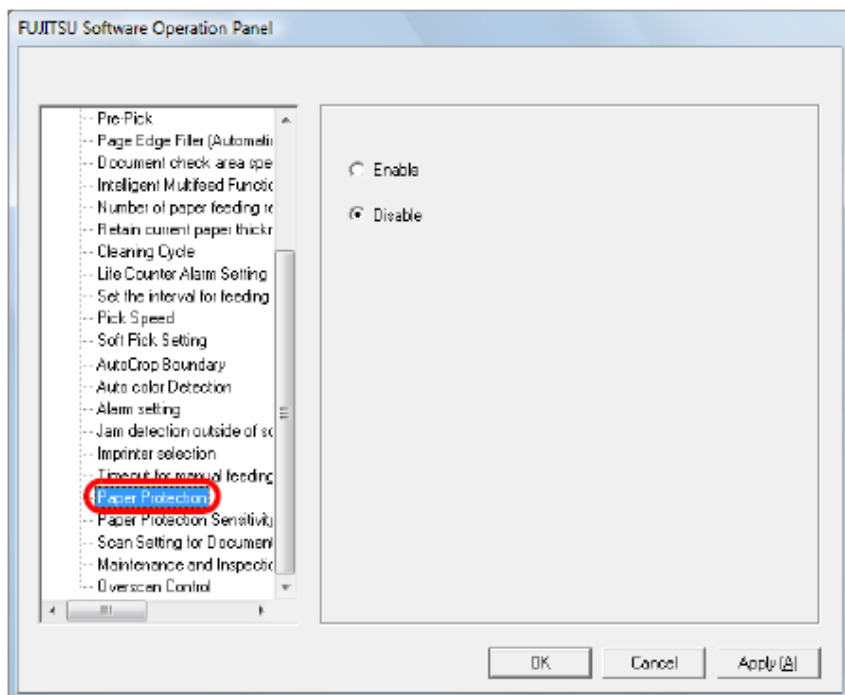 FUJITSU Software Operation Panel
Pre-Pick
Page Edge Filler (Automati
Document check area spe
Intelligent Multifeed Functio
Number of paper feeding re
Retain current paper thickr
Cleaning Cycle
Life Counter Alarm Setting
Set the interval for feeding
Pick Speed
Soft Pick Setting
AutoCrop Boundary
Auto color Detection
Alarm setting
Jam detection outside of sc
Imprinter selection
Timeout for manual feeding
Paper Protection
Paper Protection Sensitivity
Scan Setting for Document
Maintenance and Inspectio
Overscan Control
Enable
Disable
OK
Cancel
Apply (A)